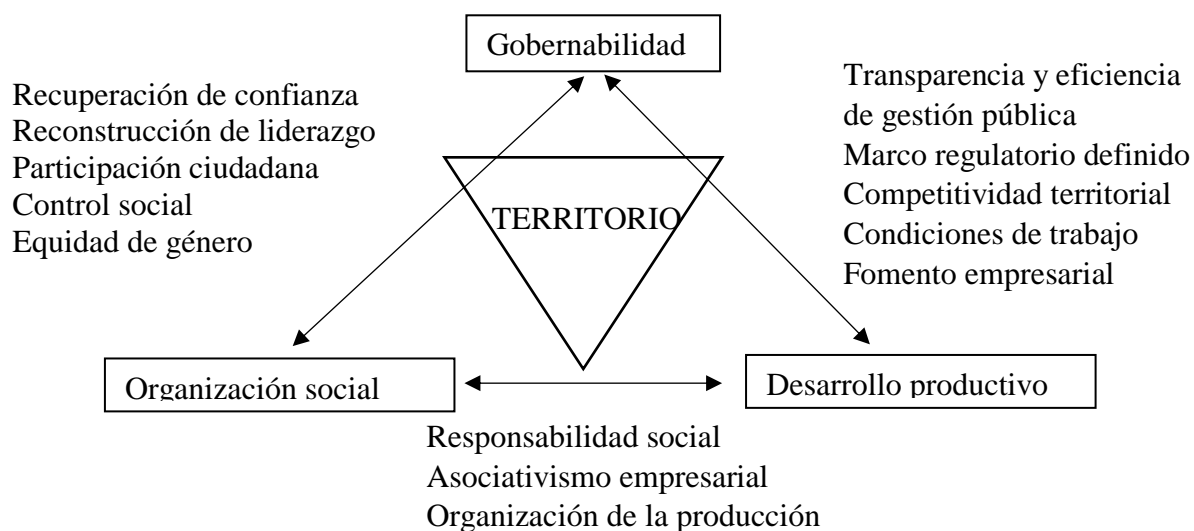 Gobernabilidad
Recuperación de confianza
Reconstrucción de liderazgo
Participación ciudadana
Control social
Equidad de género
Transparencia y eficiencia
de gestión pública
Marco regulatorio definido
Competitividad territorial
Condiciones de trabajo
Fomento empresarial
TERRITORIO
Organización social
Desarrollo productivo
Responsabilidad social
Asociativismo empresarial
Organización de la producción